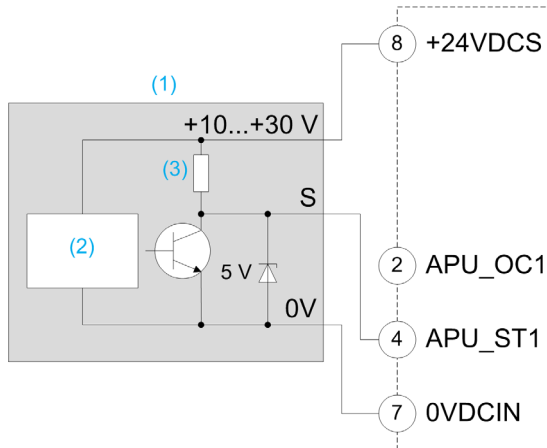 8 +24VDCS
(1)
+10...+30 V
(3)
S
(2)
5 V
2 APU_OC1
0V
4 APU_ST1
7 0VDCIN